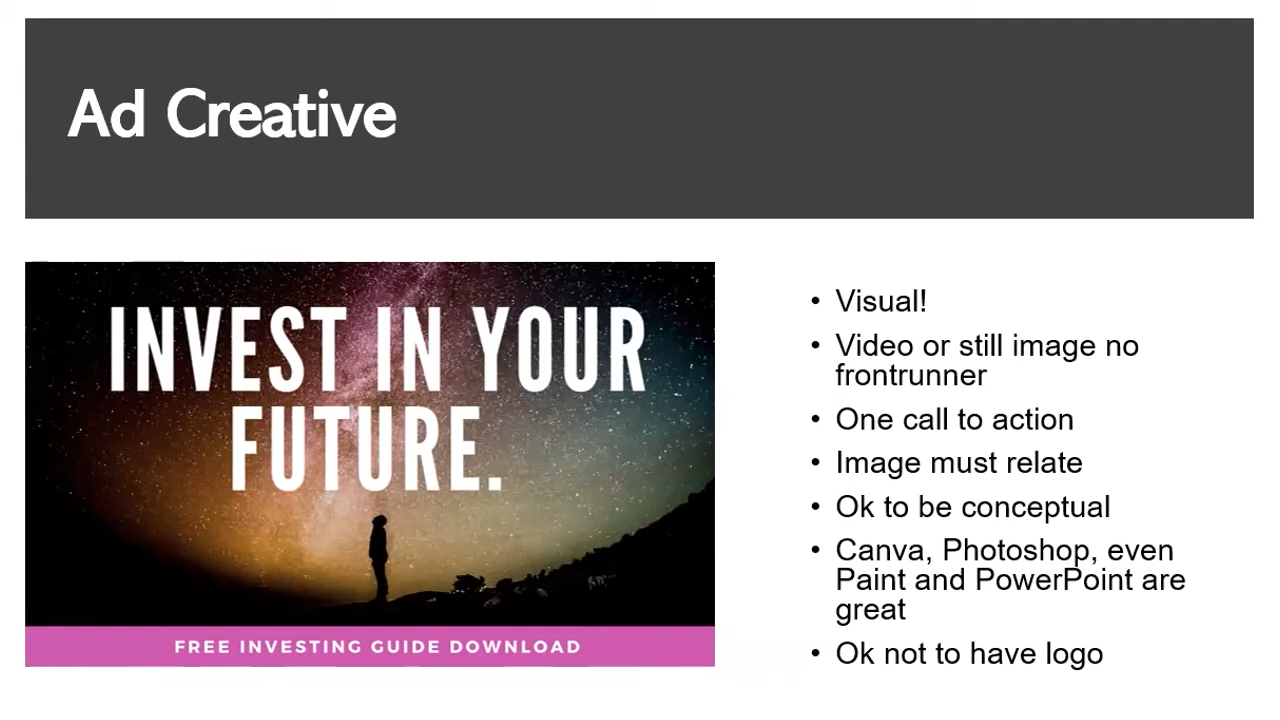 Ad Creative
INVEST IN YOUR
FUTURE.
FREE INVESTING GUIDE DOWNLOAD
• Visual!
• Video or still image no
frontrunner
• One call to action
• Image must relate
• Ok to be conceptual
• Canva, Photoshop, even
Paint and PowerPoint are
great
• Ok not to have logo